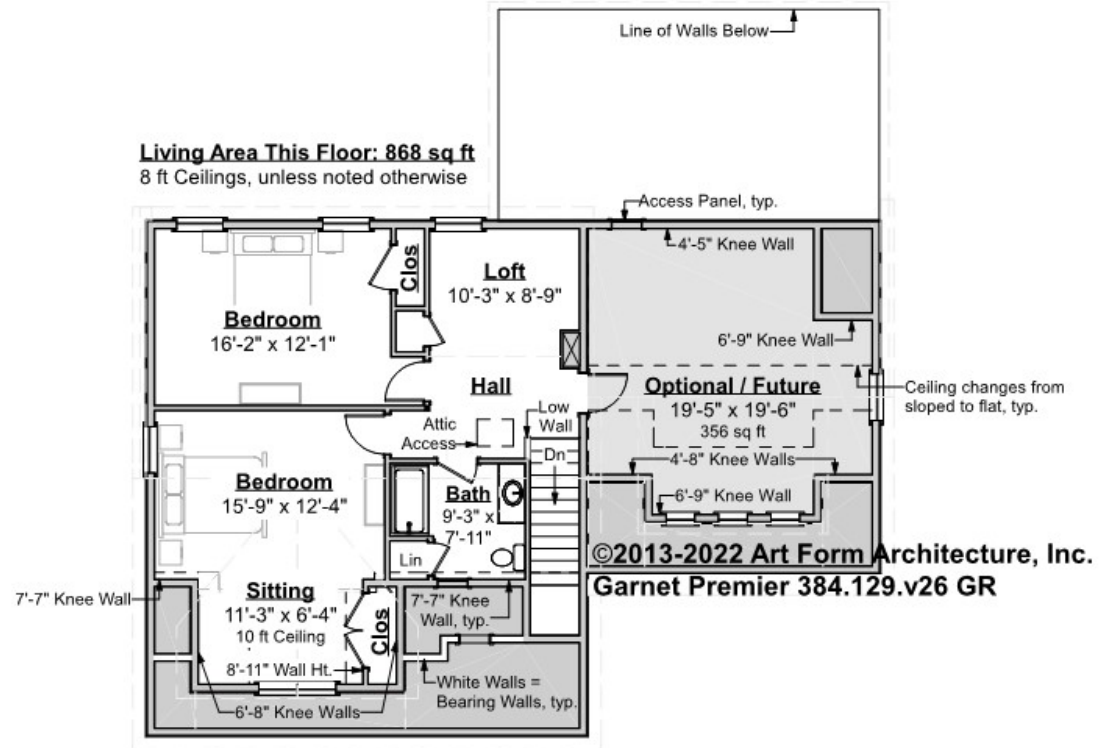 Line of Walls Below
Living Area This Floor: 868 sq ft
8 ft Ceilings, unless noted otherwise
Access Panel, typ.
4'-5" Knee Wall
Clos
Loft
10'-3" x 8'-9"
Bedroom
16'-2" x 12'-1"
6'-9" Knee Wall
Hall
Optional / Future
19'-5" x 19'-6"
356 sq ft
Ceiling changes from
sloped to flat, typ.
Low
Wall
Attic
Access
Dn
4'-8" Knee Walls
Bedroom
15'-9" x 12'-4"
Bath
9'-3" x
7'-11"
6'-9" Knee Wall
Lin
©2013-2022 Art Form Architecture, Inc.
Garnet Premier 384.129.v26 GR
7'-7" Knee Wall
Sitting
11'-3" x 6'-4"
10 ft Ceiling
Clos
7'-7" Knee
Wall, typ.
8'-11" Wall Ht.
6'-8" Knee Walls
White Walls =
Bearing Walls, typ.